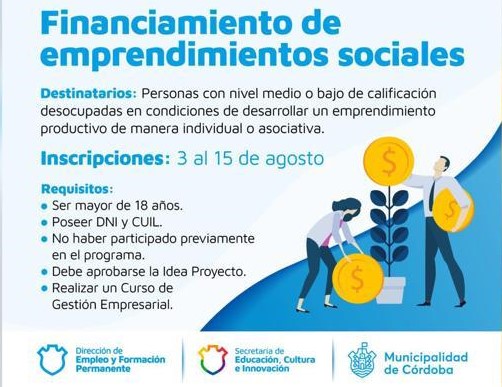 Financiamiento de
emprendimientos sociales
Destinatarios: Personas con nivel medio o bajo de calificación
desocupadas en condiciones de desarrollar un emprendimiento
productivo de manera individual o asociativa.
Inscripciones: 3 al 15 de agosto
Requisitos:
• Ser mayor de 18 años.
• Poseer DNI y CUIL.
• No haber participado previamente
en el programa.
• Debe aprobarse la Idea Proyecto.
• Realizar un Curso de
Gestión Empresarial.
$
$
$
Dirección de
Empleo y Formación
Permanente
Secretaría de
Educación, Cultura
e Innovación
Municipalidad
de Córdoba